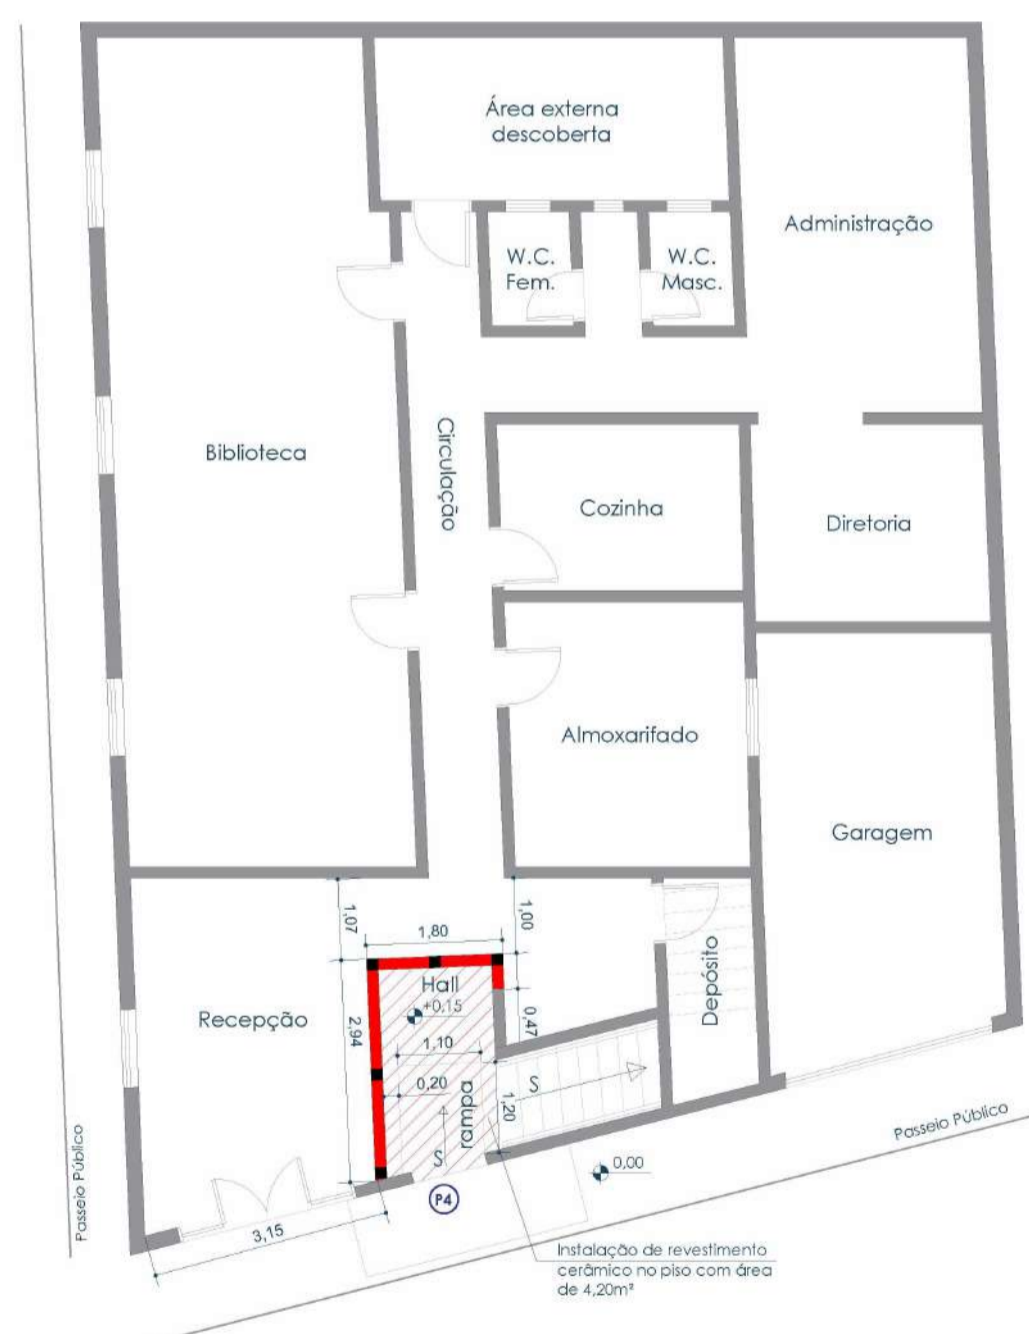 Área externa
descoberta
Administração
W.C.
Fem.
W.C.
Masc.
Circulação
Biblioteca
Cozinha
Diretoria
Almoxarifado
Garagem
1,07
1,00
1,80
Hall
+0,15
Depósito
Recepção
2,94
0,47
1,10
0,20
rampa
1,20
S
S
Passeio Público
Passeio Público
0,00
P4
3,15
Instalação de revestimento
cerâmico no piso com área
de 4,20m²